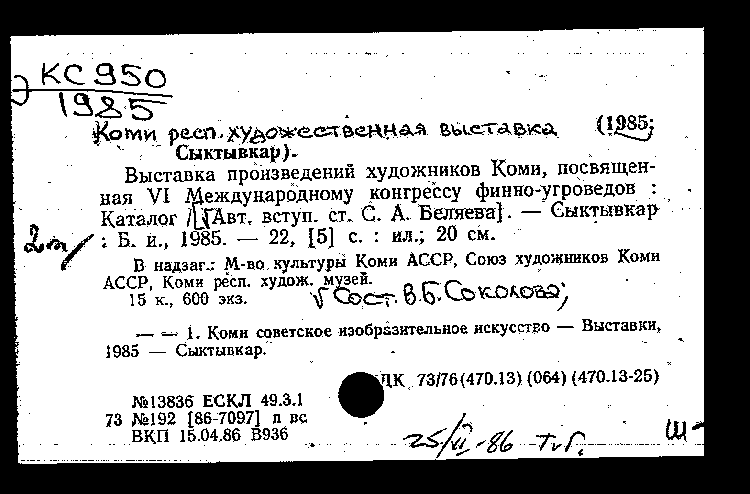 КС 950
1985
Коми респ. художественная выставка (1985;
Сыктывкар).
Выставка произведений художников Коми, посвящен-
ная VI Международному конгрессу финно-угроведов :
Каталог / [Авт. вступ. ст. С. А. Беляева]. — Сыктывкар
: Б. и., 1985. — 22, [5] с. : ил.; 20 см.
В надзаг.: М-во культуры Коми АССР, Союз художников Коми
АССР, Коми респ. худож. музей.
15 к., 600 экз. Сост. В.Б. Соколова;
— — 1. Коми советское изобразительное искусство — Выставки,
1985 — Сыктывкар.
ДК 73/76(470.13) (064) (470.13-25)
№13836 ЕСКЛ 49.3.1
73 №192 [86-7097] п вс
ВКП 15.04.86 В936
Ш-